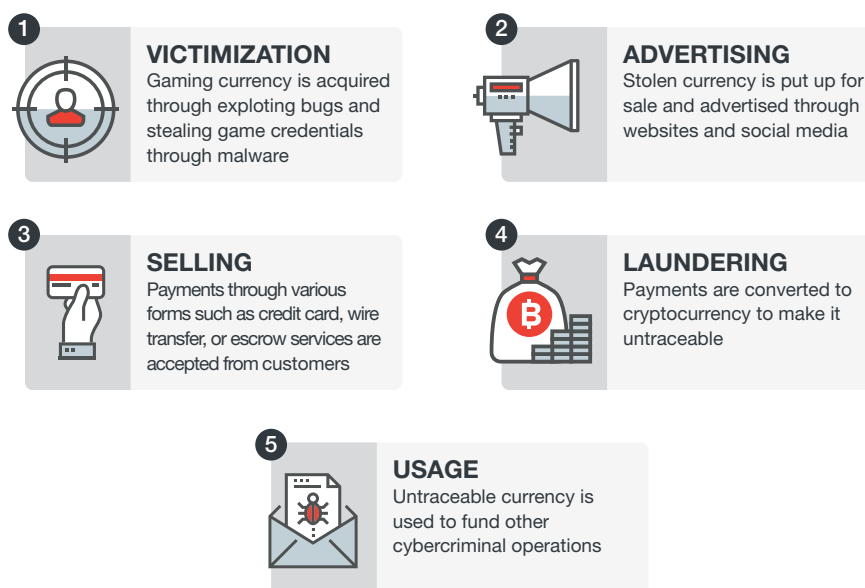 1
VICTIMIZATION
Gaming currency is acquired
through exploting bugs and
stealing game credentials
through malware
2
ADVERTISING
Stolen currency is put up for
sale and advertised through
websites and social media
3
SELLING
Payments through various
forms such as credit card, wire
transfer, or escrow services are
accepted from customers
4
LAUNDERING
Payments are converted to
cryptocurrency to make it
untraceable
5
USAGE
Untraceable currency is
used to fund other
cybercriminal operations